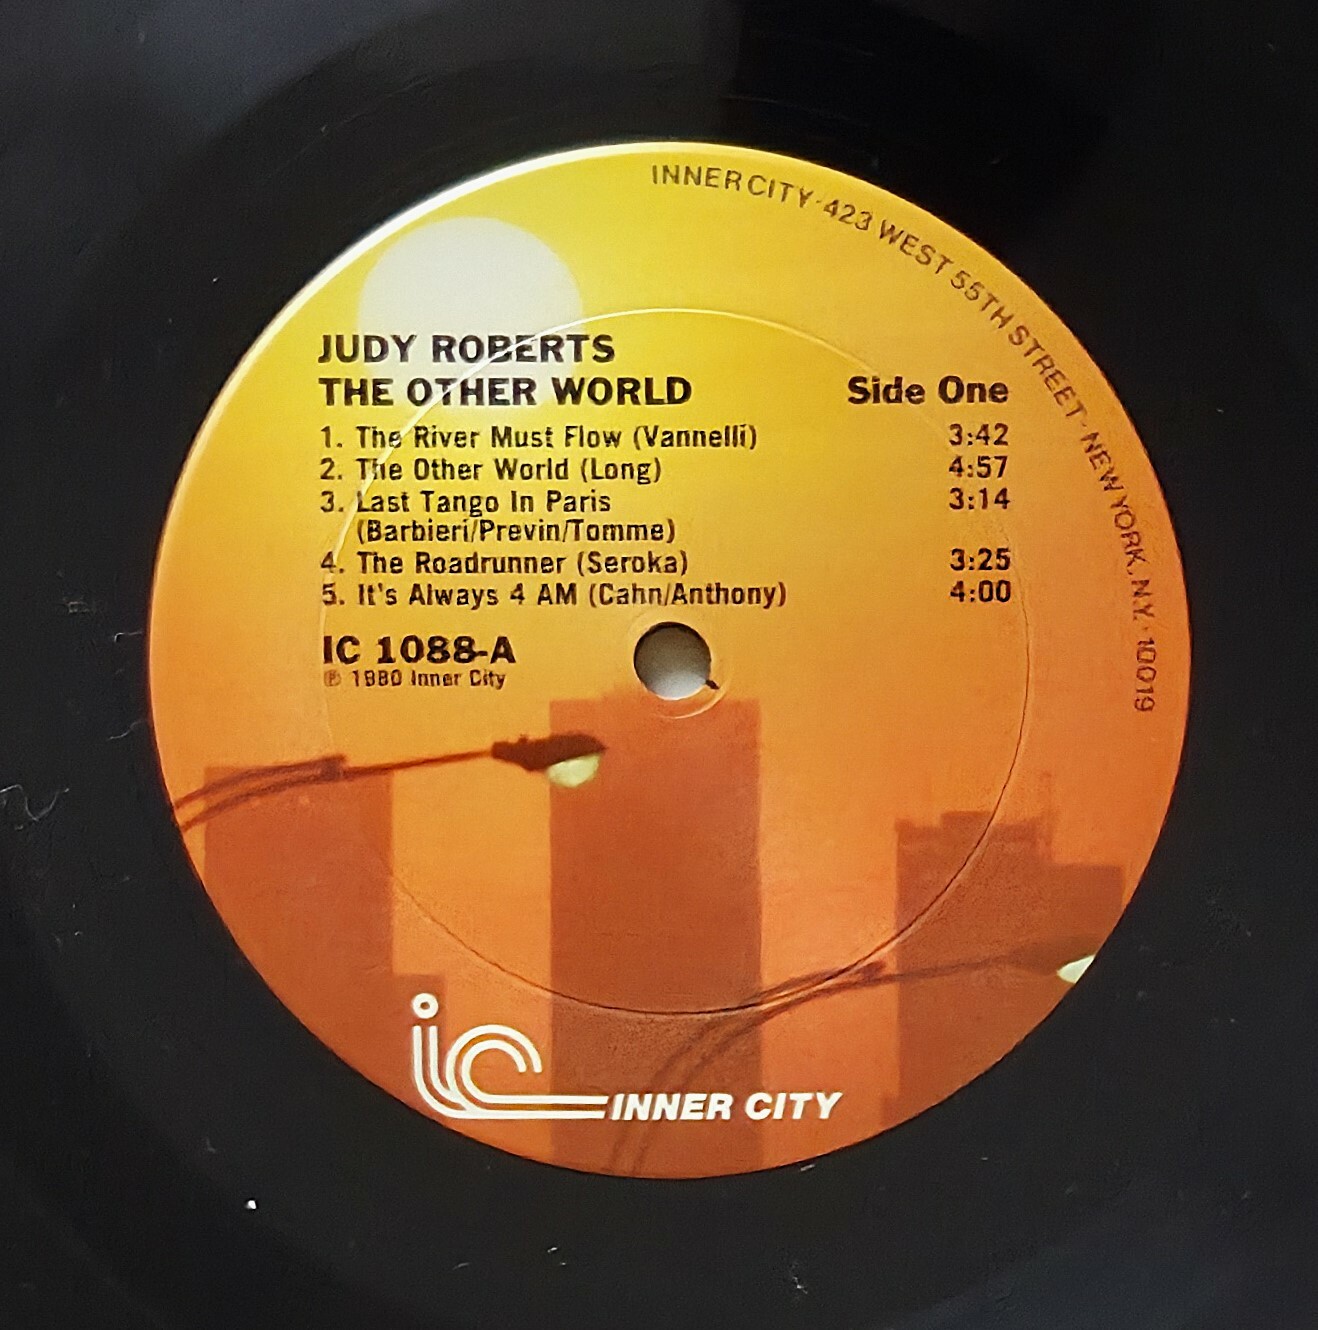 INNER CITY · 423 WEST 55TH STREET · NEW YORK, N.Y. · 10019
JUDY ROBERTS
THE OTHER WORLD Side One
1. The River Must Flow (Vannelli) 3:42
2. The Other World (Long) 4:57
3. Last Tango In Paris 3:14
(Barbieri/Previn/Tomme)
4. The Roadrunner (Seroka) 3:25
5. It's Always 4 AM (Cahn/Anthony) 4:00
IC 1088-A
℗ 1980 Inner City
ic INNER CITY